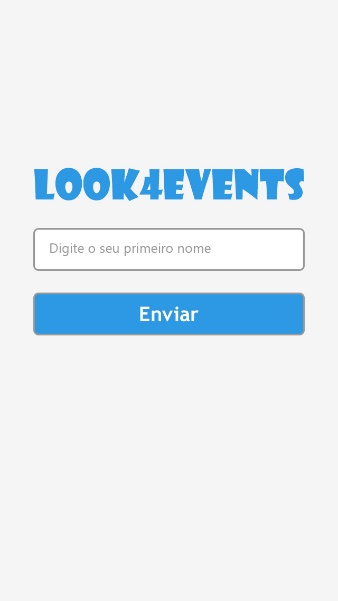 LOOK4EVENTS
Digite o seu primeiro nome
Enviar